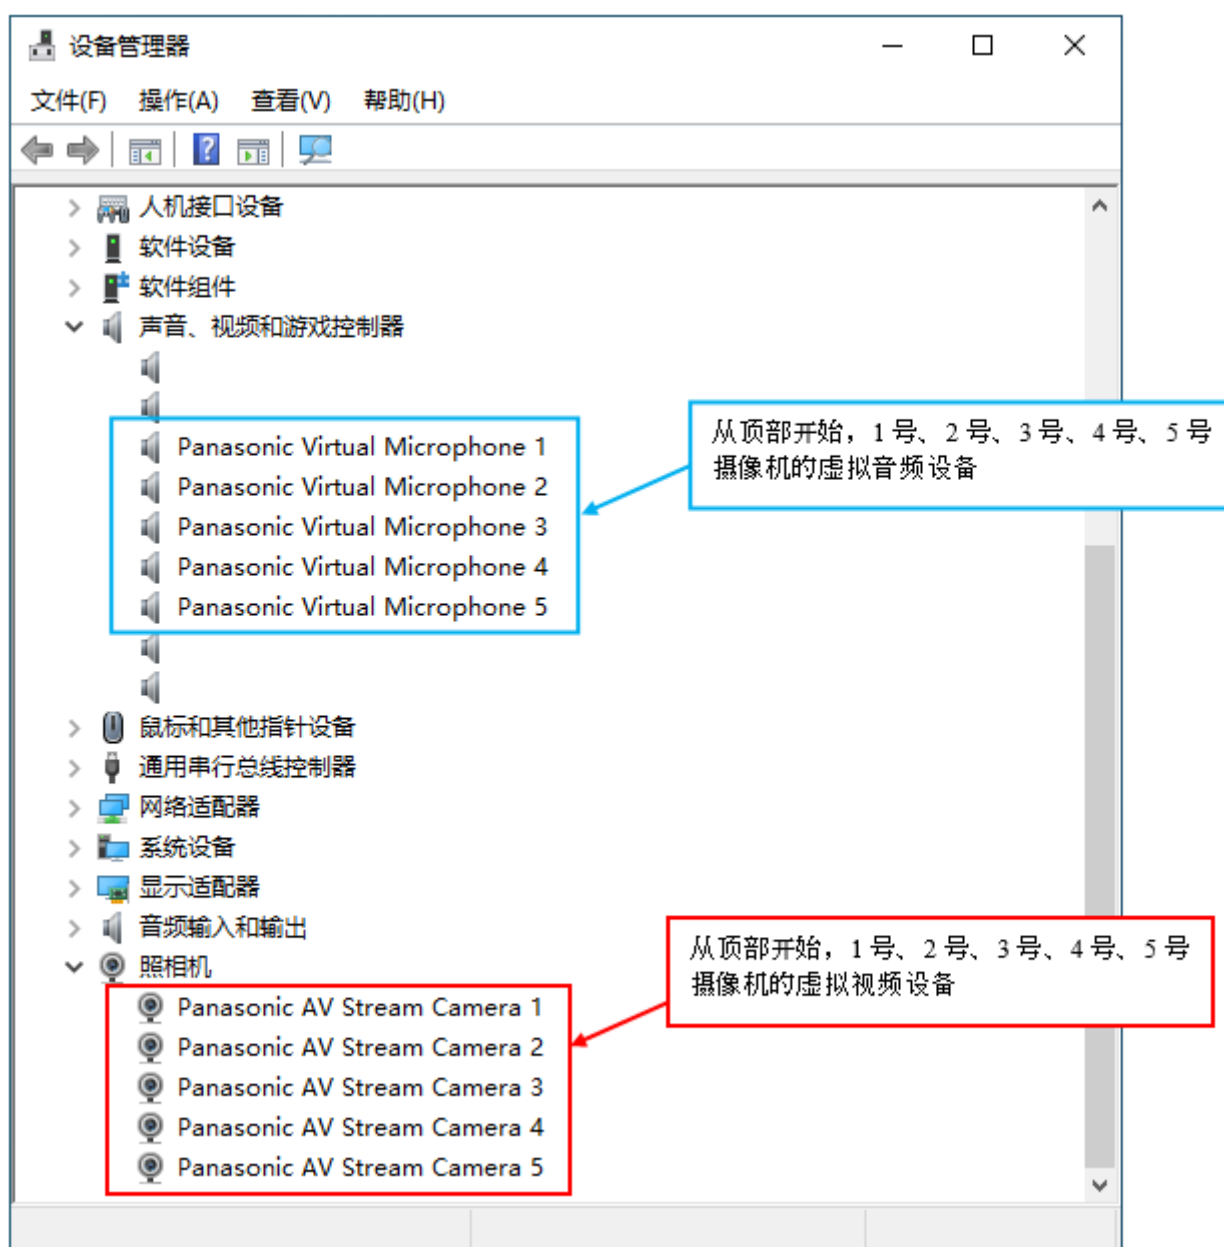 设备管理器
文件(F) 操作(A) 查看(V) 帮助(H)
人机接口设备
软件设备
软件组件
声音、视频和游戏控制器
Panasonic Virtual Microphone 1
Panasonic Virtual Microphone 2
Panasonic Virtual Microphone 3
Panasonic Virtual Microphone 4
Panasonic Virtual Microphone 5
从顶部开始，1 号、2 号、3 号、4 号、5 号
摄像机的虚拟音频设备
鼠标和其他指针设备
通用串行总线控制器
网络适配器
系统设备
显示适配器
音频输入和输出
照相机
Panasonic AV Stream Camera 1
Panasonic AV Stream Camera 2
Panasonic AV Stream Camera 3
Panasonic AV Stream Camera 4
Panasonic AV Stream Camera 5
从顶部开始，1 号、2 号、3 号、4 号、5 号
摄像机的虚拟视频设备